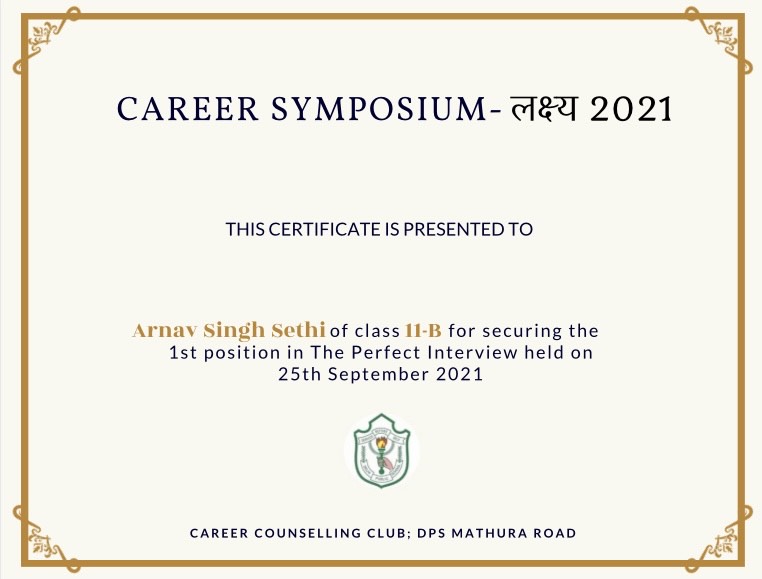 CAREER SYMPOSIUM- लक्ष्य 2021
THIS CERTIFICATE IS PRESENTED TO
Arnav Singh Sethi of class 11-B for securing the
1st position in The Perfect Interview held on
25th September 2021
CAREER COUNSELLING CLUB; DPS MATHURA ROAD